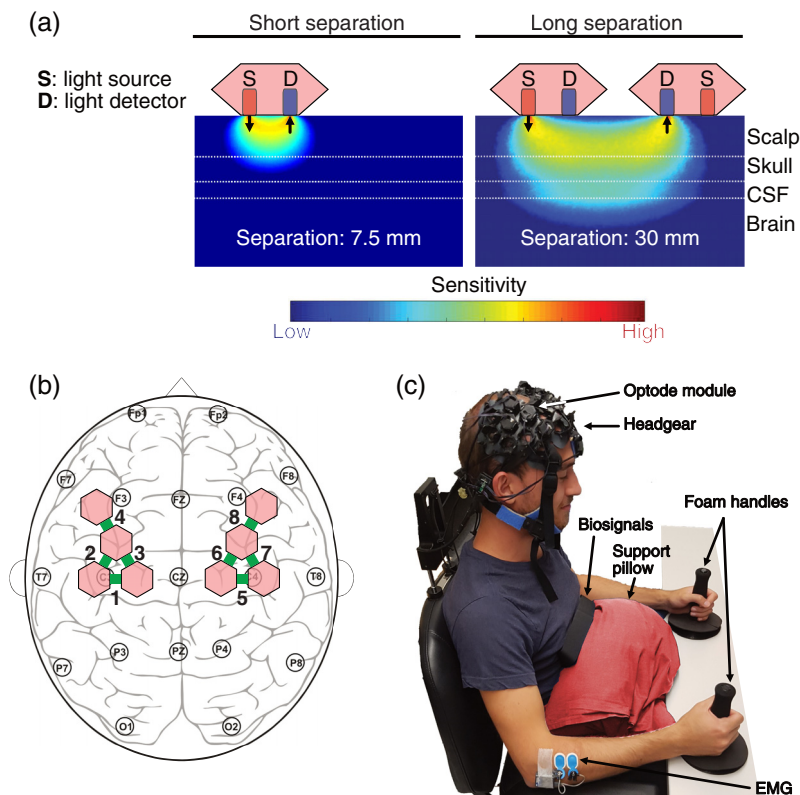 (a)
Short separation
Long separation
S: light source
D: light detector
S D
S D
D S
Scalp
Skull
CSF
Brain
Separation: 7.5 mm
Separation: 30 mm
Sensitivity
Low
High
(b)
Fp1
Fp2
F7
F3
FZ
F4
F8
4
8
2
3
6
7
T7
C3
CZ
C4
T8
1
5
P7
P3
PZ
P4
P8
O1
O2
(c)
Optode module
Headgear
Foam handles
Biosignals
Support
pillow
EMG